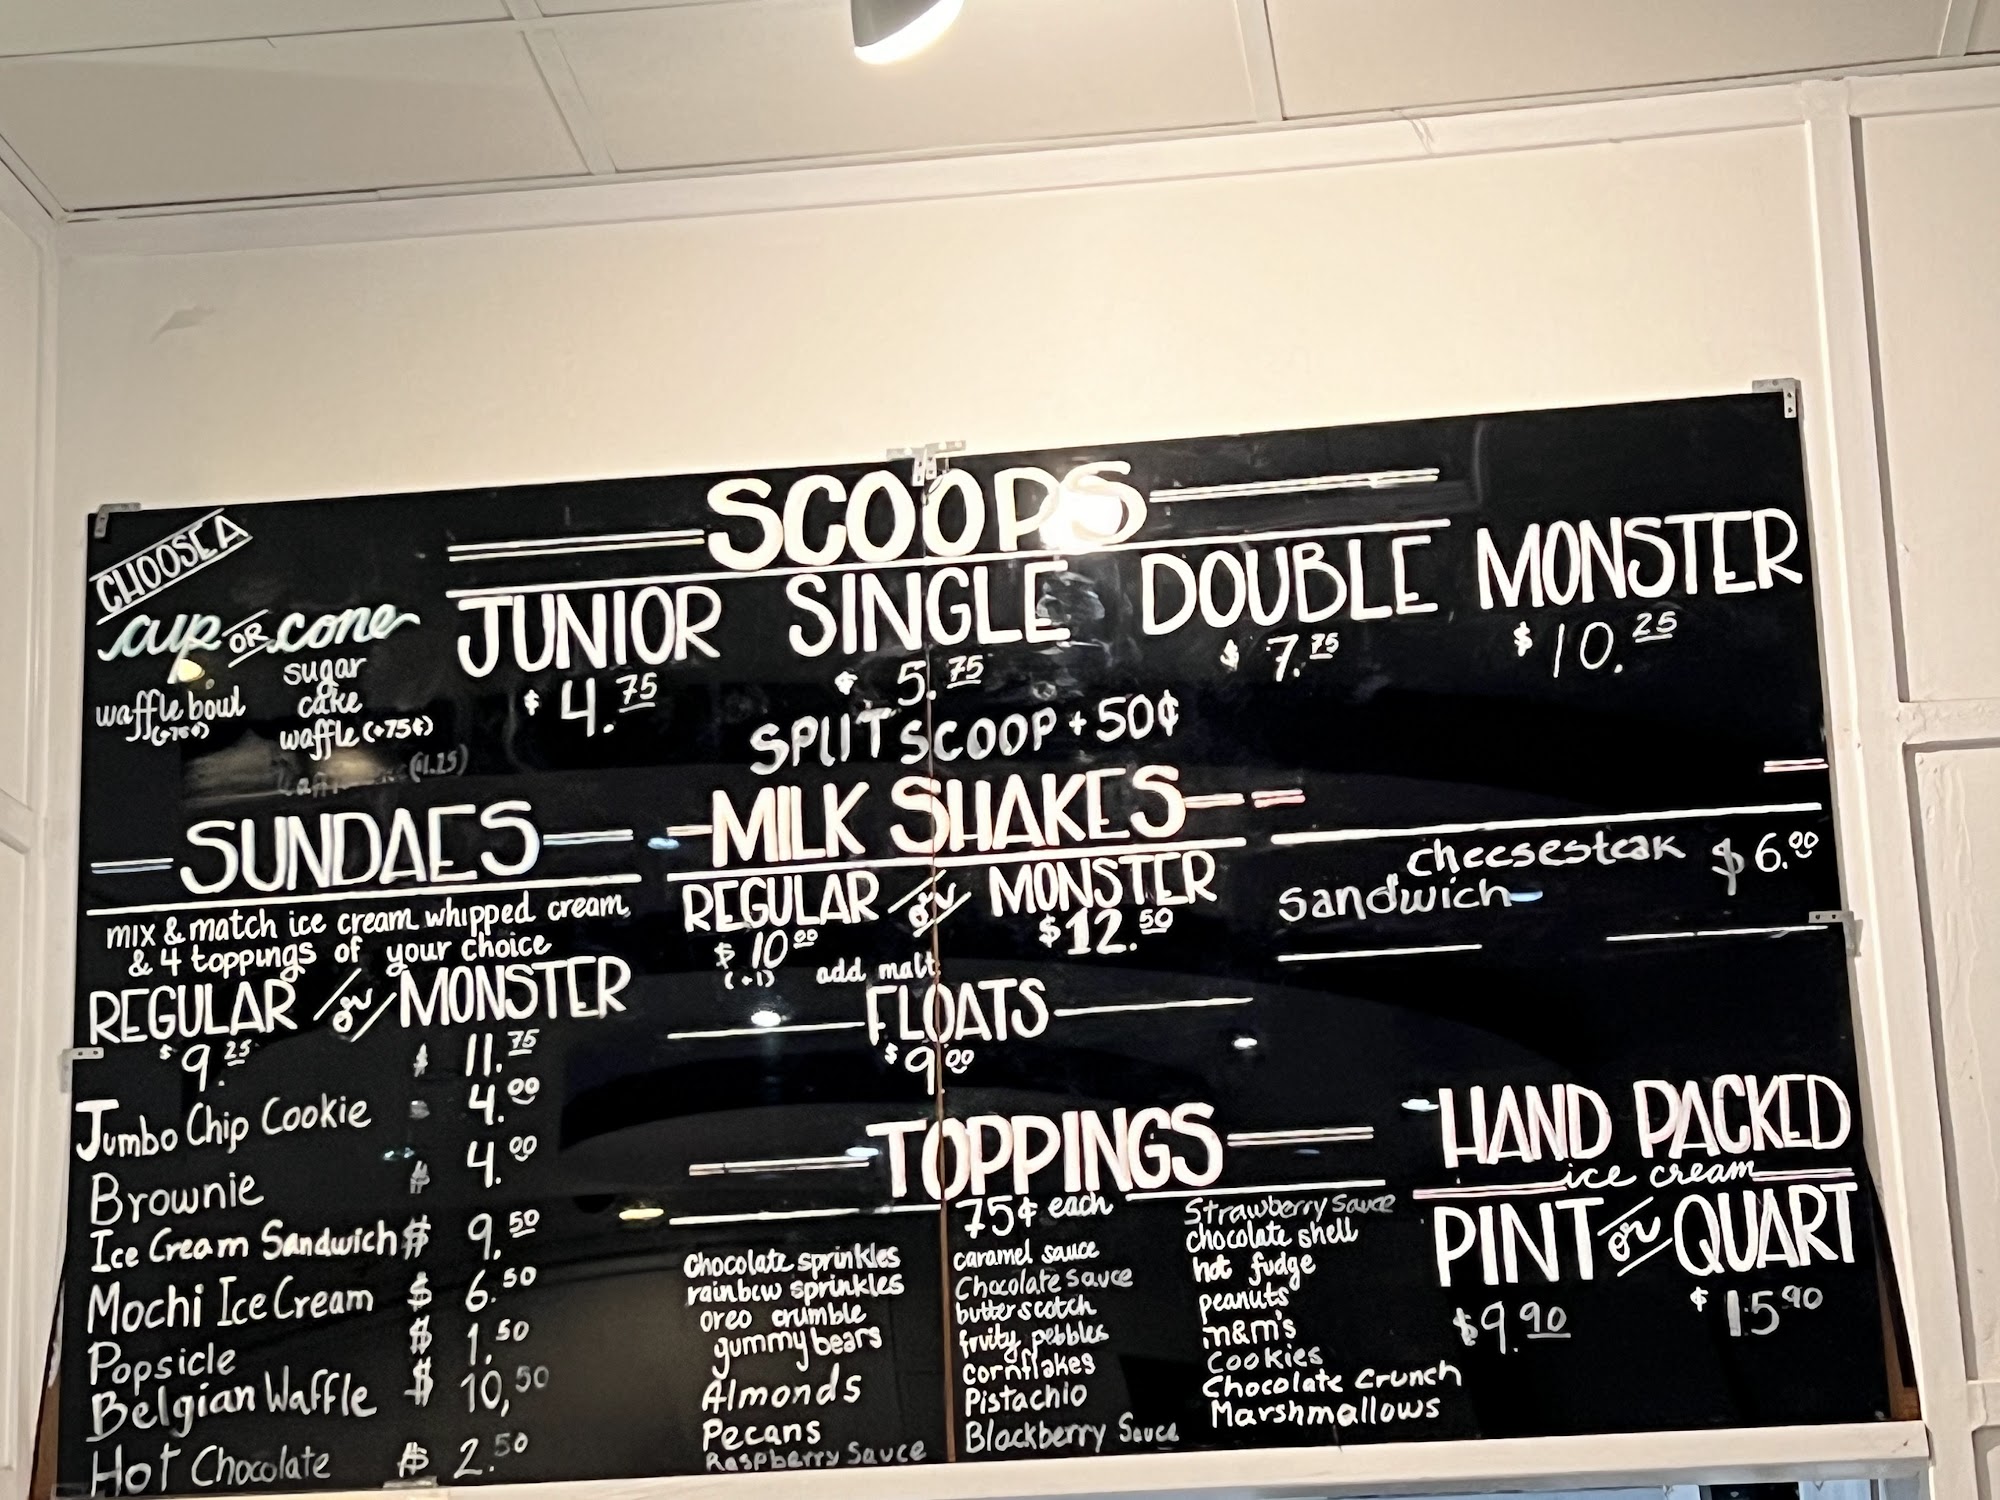 SCOOPS
CHOOSE A
cup OR cone
waffle bowl
(+75¢)
sugar
cake
waffle (+75¢)
(1.25)
JUNIOR SINGLE DOUBLE MONSTER
$4.75 $5.75 $7.75 $10.25
SPLIT SCOOP + 50¢
SUNDAES
mix & match ice cream whipped cream
& 4 toppings of your choice
REGULAR or MONSTER
$9.25 $11.75
Jumbo Chip Cookie $4.00
Brownie $4.00
Ice Cream Sandwich $9.50
Mochi Ice Cream $6.50
Popsicle $1.50
Belgian Waffle $10,50
Hot Chocolate $2.50
MILK SHAKES
REGULAR or MONSTER
$10.00 $12.50
(+1) add malt
FLOATS
$9.00
TOPPINGS
75¢ each
chocolate sprinkles
rainbow sprinkles
oreo crumble
gummy bears
Almonds
Pecans
Raspberry Sauce
caramel sauce
Chocolate Sauce
butterscotch
fruity pebbles
cornflakes
Pistachio
Blackberry Sauce
Strawberry Sauce
chocolate shell
hot fudge
peanuts
m&m's
Cookies
Chocolate Crunch
Marshmallows
cheesesteak $6.00
sandwich
HAND PACKED
ice cream
PINT or QUART
$9.90 $15.90